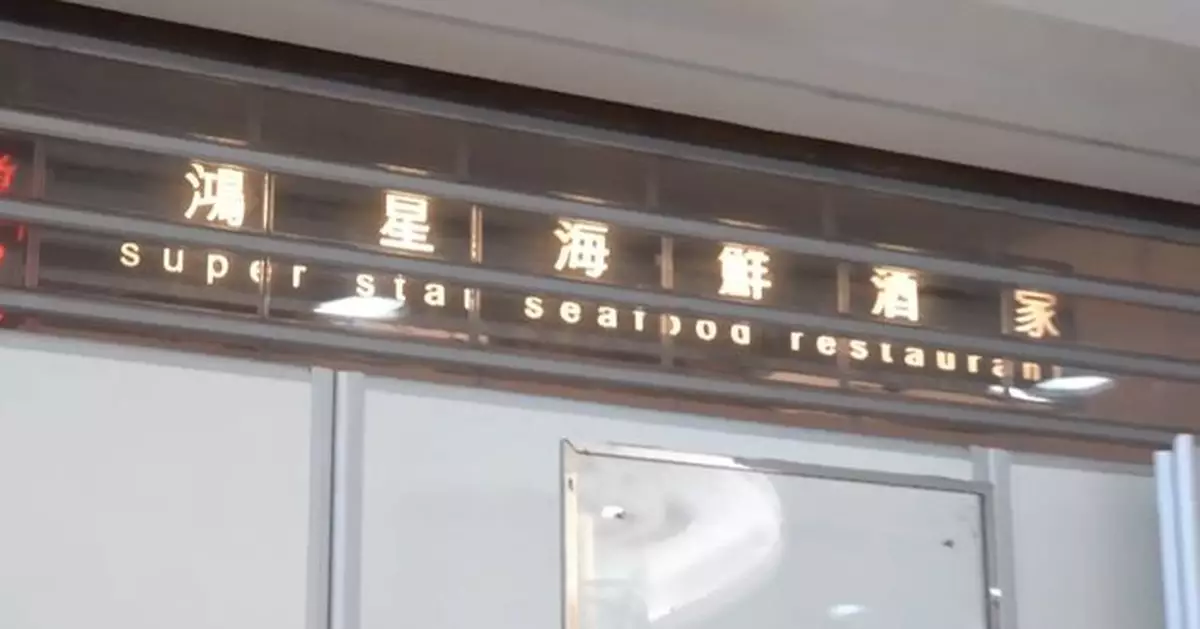 鴻星海鮮酒家
super star seafood restaurant